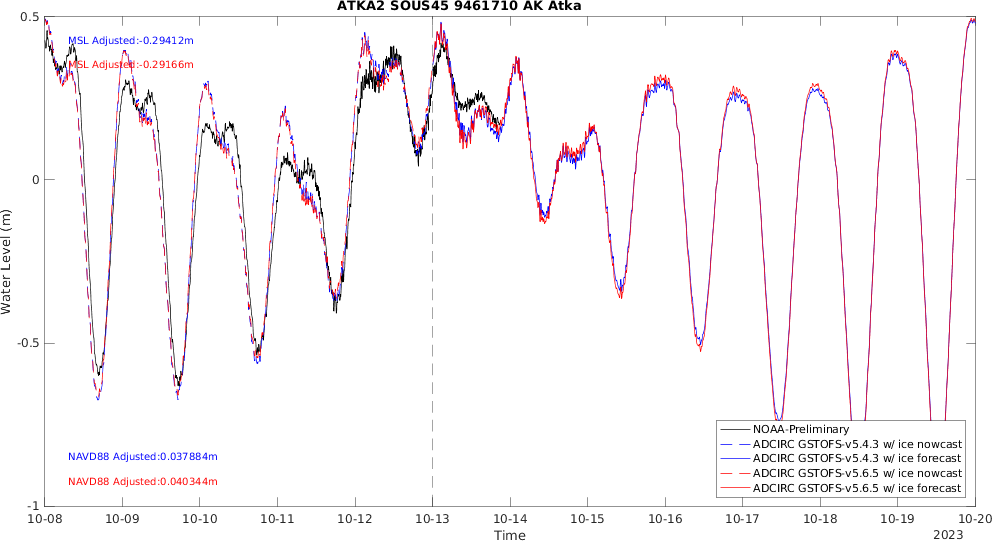 ATKA2 SOUS45 9461710 AK Atka
0.5
MSL Adjusted:-0.29412m
MSL Adjusted:-0.29166m
0
Water Level (m)
-0.5
NOAA-Preliminary
ADCIRC GSTOFS-v5.4.3 w/ ice nowcast
NAVD88 Adjusted:0.037884m
ADCIRC GSTOFS-v5.4.3 w/ ice forecast
ADCIRC GSTOFS-v5.6.5 w/ ice nowcast
NAVD88 Adjusted:0.040344m
ADCIRC GSTOFS-v5.6.5 w/ ice forecast
-1
10-08 10-09 10-10 10-11 10-12 10-13 10-14 10-15 10-16 10-17 10-18 10-19 10-20
Time
2023